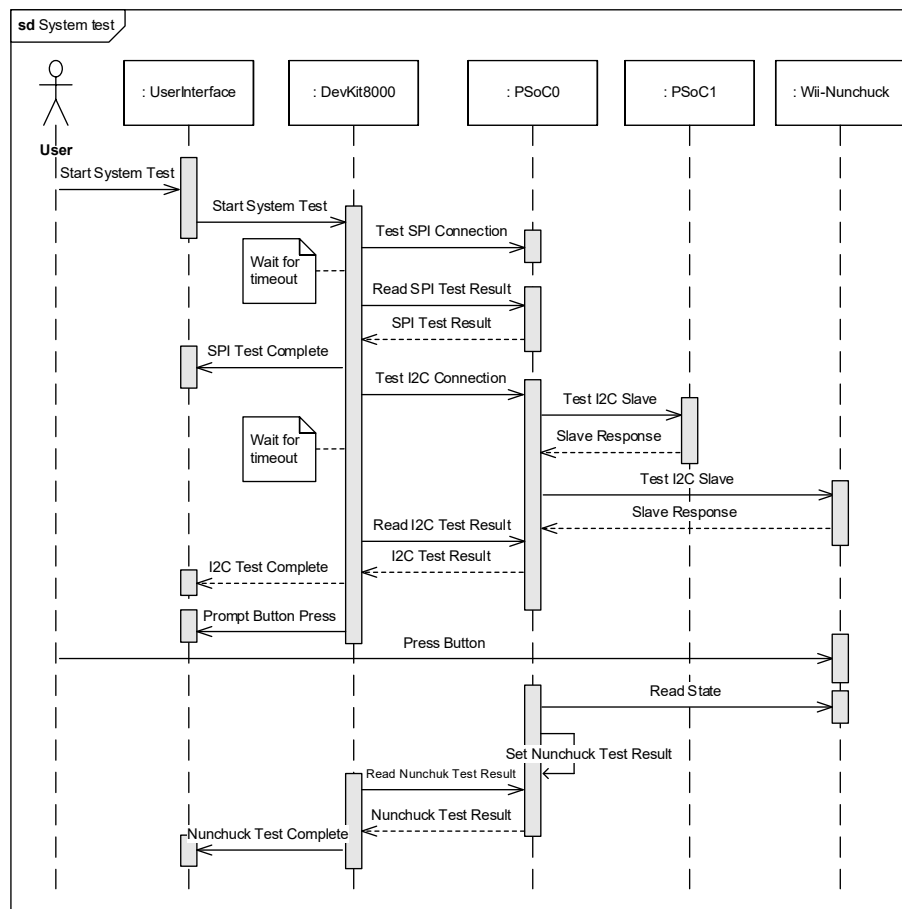 sd System test
: UserInterface
: DevKit8000
: PSoC0
: PSoC1
: Wii-Nunchuck
User
Start System Test
Start System Test
Test SPI Connection
Wait for
timeout
Read SPI Test Result
SPI Test Result
SPI Test Complete
Test I2C Connection
Test I2C Slave
Wait for
timeout
Slave Response
Test I2C Slave
Slave Response
Read I2C Test Result
I2C Test Result
I2C Test Complete
Prompt Button Press
Press Button
Read State
Set Nunchuck Test Result
Read Nunchuk Test Result
Nunchuck Test Result
Nunchuck Test Complete